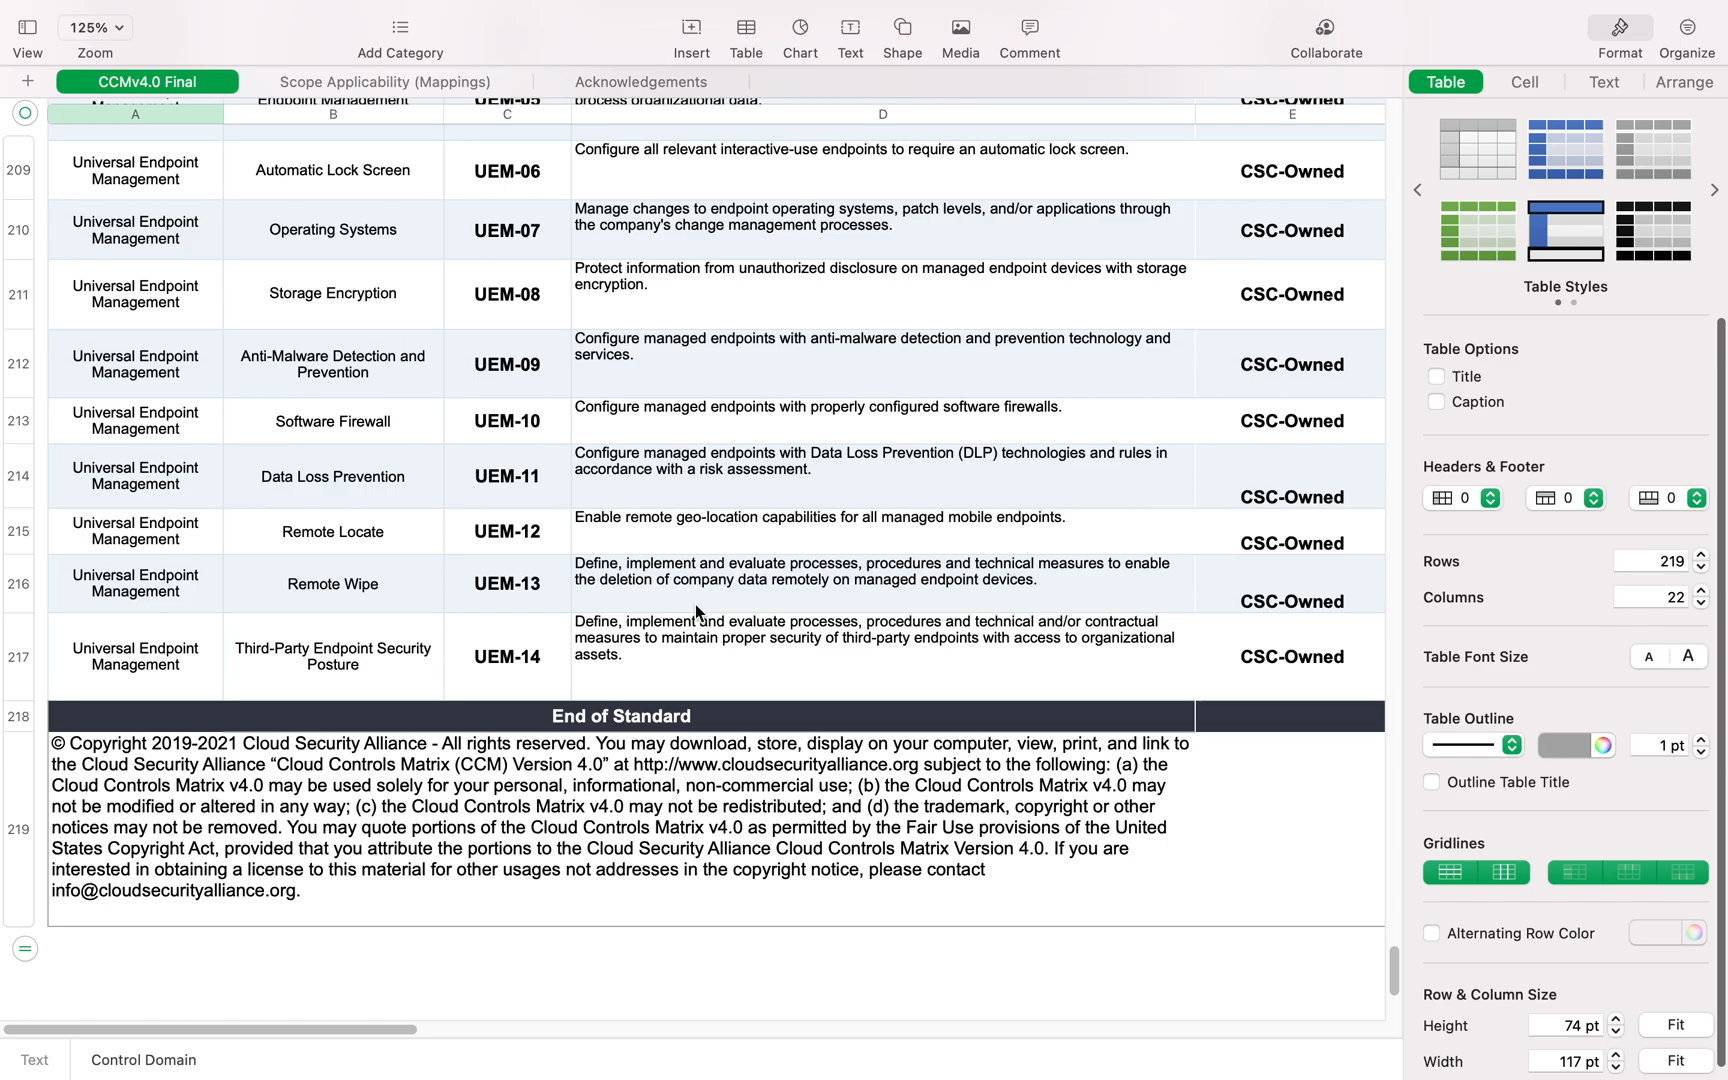 View
125%
Zoom
Add Category
Insert
Table
Chart
Text
Shape
Media
Comment
Collaborate
Format
Organize
CCMv4.0 Final
Scope Applicability (Mappings)
Acknowledgements
Table
Cell
Text
Arrange
Management
Endpoint Management
UEM-05
process organizational data.
CSC-Owned
A
B
C
D
E
209
Universal Endpoint
Management
Automatic Lock Screen
UEM-06
Configure all relevant interactive-use endpoints to require an automatic lock screen.
CSC-Owned
210
Universal Endpoint
Management
Operating Systems
UEM-07
Manage changes to endpoint operating systems, patch levels, and/or applications through
the company's change management processes.
CSC-Owned
211
Universal Endpoint
Management
Storage Encryption
UEM-08
Protect information from unauthorized disclosure on managed endpoint devices with storage
encryption.
CSC-Owned
212
Universal Endpoint
Management
Anti-Malware Detection and
Prevention
UEM-09
Configure managed endpoints with anti-malware detection and prevention technology and
services.
CSC-Owned
213
Universal Endpoint
Management
Software Firewall
UEM-10
Configure managed endpoints with properly configured software firewalls.
CSC-Owned
214
Universal Endpoint
Management
Data Loss Prevention
UEM-11
Configure managed endpoints with Data Loss Prevention (DLP) technologies and rules in
accordance with a risk assessment.
CSC-Owned
215
Universal Endpoint
Management
Remote Locate
UEM-12
Enable remote geo-location capabilities for all managed mobile endpoints.
CSC-Owned
216
Universal Endpoint
Management
Remote Wipe
UEM-13
Define, implement and evaluate processes, procedures and technical measures to enable
the deletion of company data remotely on managed endpoint devices.
CSC-Owned
217
Universal Endpoint
Management
Third-Party Endpoint Security
Posture
UEM-14
Define, implement and evaluate processes, procedures and technical and/or contractual
measures to maintain proper security of third-party endpoints with access to organizational
assets.
CSC-Owned
218
End of Standard
219
© Copyright 2019-2021 Cloud Security Alliance - All rights reserved. You may download, store, display on your computer, view, print, and link to
the Cloud Security Alliance “Cloud Controls Matrix (CCM) Version 4.0” at http://www.cloudsecurityalliance.org subject to the following: (a) the
Cloud Controls Matrix v4.0 may be used solely for your personal, informational, non-commercial use; (b) the Cloud Controls Matrix v4.0 may
not be modified or altered in any way; (c) the Cloud Controls Matrix v4.0 may not be redistributed; and (d) the trademark, copyright or other
notices may not be removed. You may quote portions of the Cloud Controls Matrix v4.0 as permitted by the Fair Use provisions of the United
States Copyright Act, provided that you attribute the portions to the Cloud Security Alliance Cloud Controls Matrix Version 4.0. If you are
interested in obtaining a license to this material for other usages not addresses in the copyright notice, please contact
info@cloudsecurityalliance.org.
Text
Control Domain
Table Styles
Table Options
Title
Caption
Headers & Footer
0
0
0
Rows
219
Columns
22
Table Font Size
A
A
Table Outline
1 pt
Outline Table Title
Gridlines
Alternating Row Color
Row & Column Size
Height
74 pt
Fit
Width
117 pt
Fit